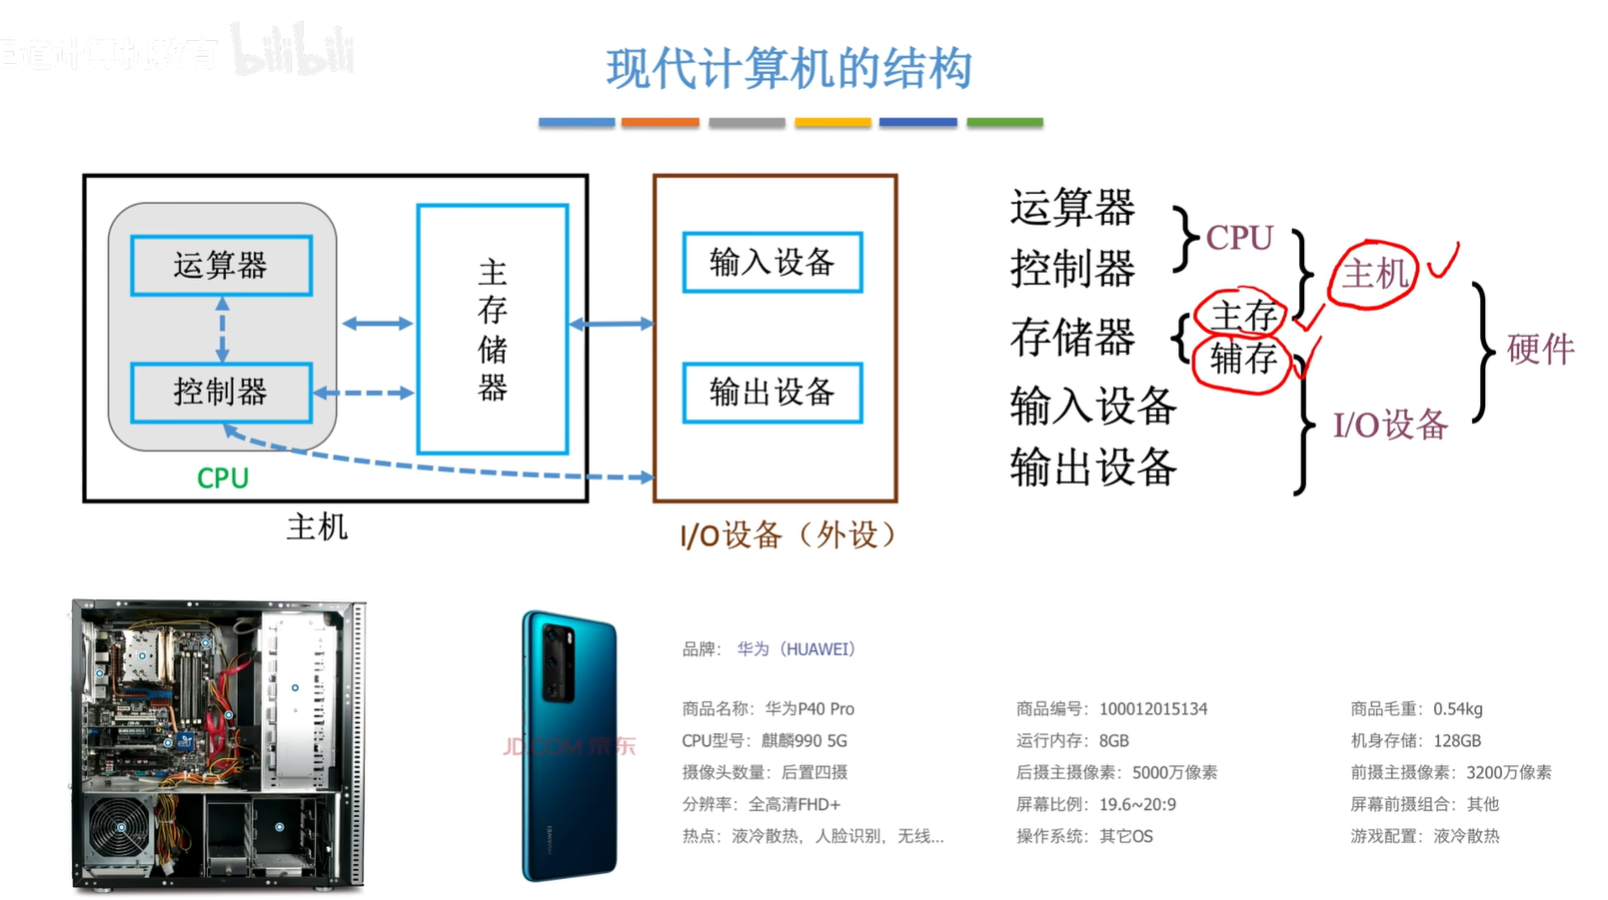 王道计算机教育 bilibili
现代计算机的结构
运算器
控制器
CPU
主存储器
主机
输入设备
输出设备
I/O设备（外设）
运算器
控制器
存储器
输入设备
输出设备
CPU
主存
辅存
主机
I/O设备
硬件
JD.COM 京东
HUAWEI
品牌： 华为（HUAWEI）
商品名称：华为P40 Pro 商品编号：100012015134 商品毛重：0.54kg
CPU型号：麒麟990 5G 运行内存：8GB 机身存储：128GB
摄像头数量：后置四摄 后摄主摄像素：5000万像素 前摄主摄像素：3200万像素
分辨率：全高清FHD+ 屏幕比例：19.6~20:9 屏幕前摄组合：其他
热点：液冷散热，人脸识别，无线... 操作系统：其它OS 游戏配置：液冷散热